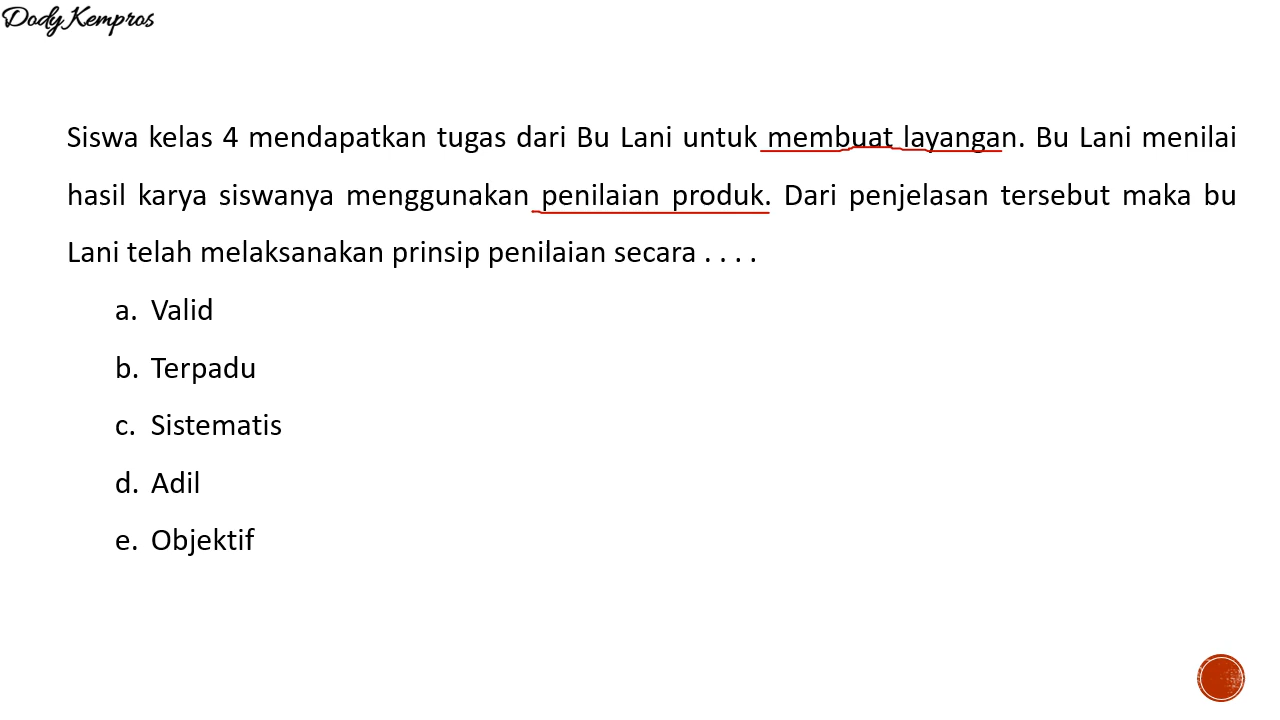 Dody Kempros
Siswa kelas 4 mendapatkan tugas dari Bu Lani untuk membuat layangan. Bu Lani menilai
hasil karya siswanya menggunakan penilaian produk. Dari penjelasan tersebut maka bu
Lani telah melaksanakan prinsip penilaian secara . . . .
a. Valid
b. Terpadu
c. Sistematis
d. Adil
e. Objektif